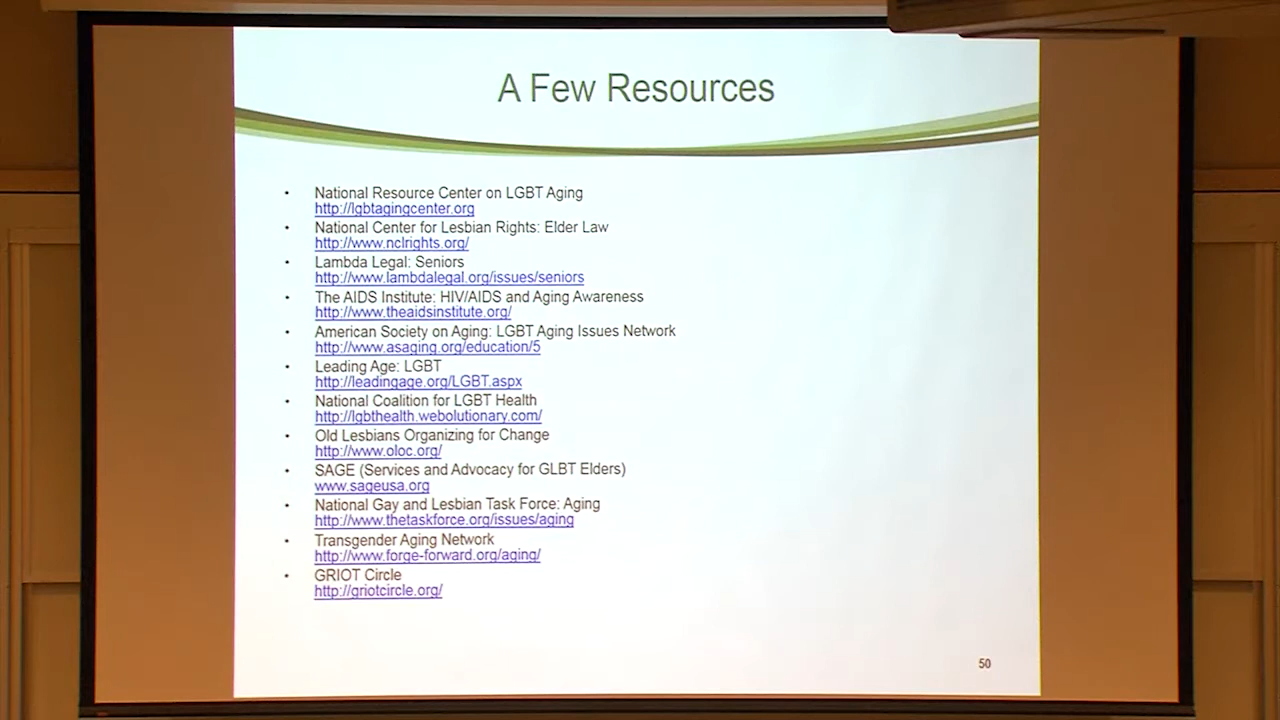 A Few Resources
• National Resource Center on LGBT Aging
http://lgbtagingcenter.org
• National Center for Lesbian Rights: Elder Law
http://www.nclrights.org/
• Lambda Legal: Seniors
http://www.lambdalegal.org/issues/seniors
• The AIDS Institute: HIV/AIDS and Aging Awareness
http://www.theaidsinstitute.org/
• American Society on Aging: LGBT Aging Issues Network
http://www.asaging.org/education/5
• Leading Age: LGBT
http://leadingage.org/LGBT.aspx
• National Coalition for LGBT Health
http://lgbthealth.webolutionary.com/
• Old Lesbians Organizing for Change
http://www.oloc.org/
• SAGE (Services and Advocacy for GLBT Elders)
www.sageusa.org
• National Gay and Lesbian Task Force: Aging
http://www.thetaskforce.org/issues/aging
• Transgender Aging Network
http://www.forge-forward.org/aging/
• GRIOT Circle
http://griotcircle.org/
50